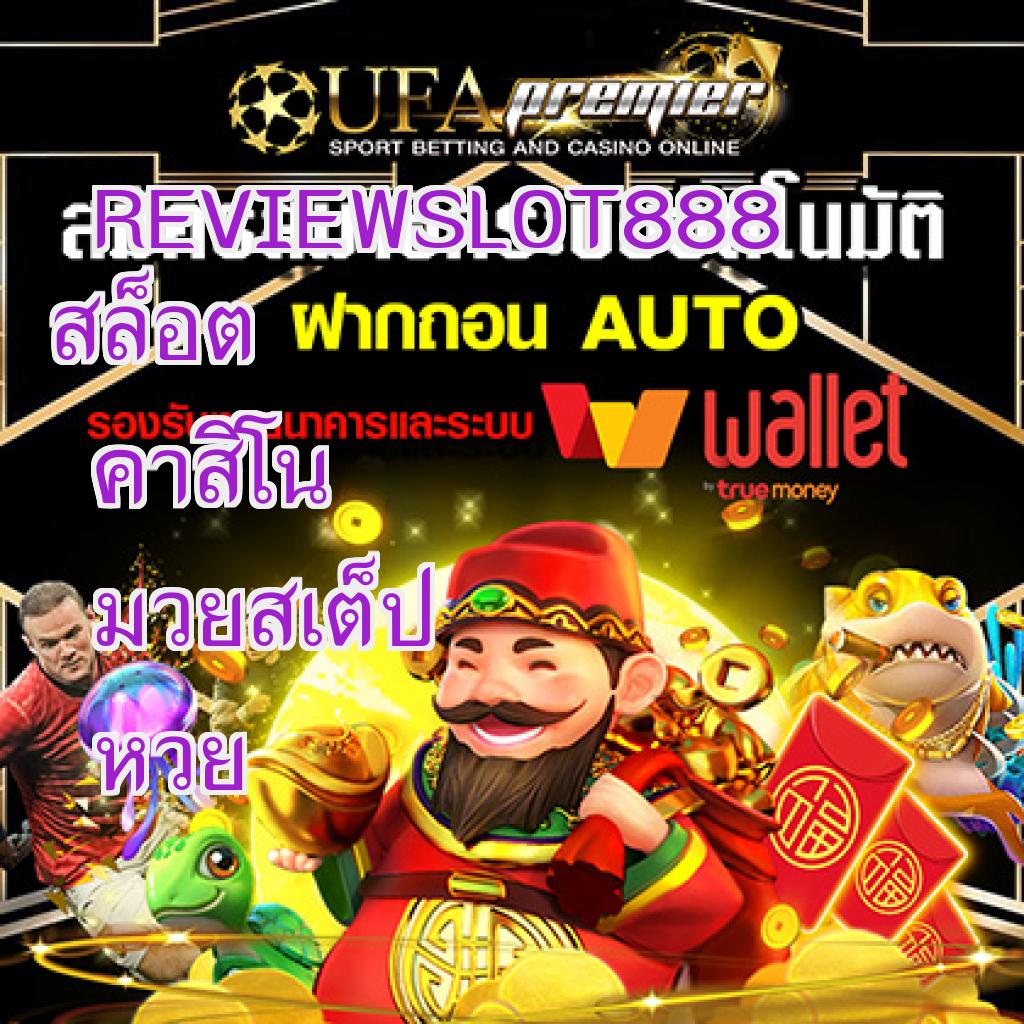 UFA premier
SPORT BETTING AND CASINO ONLINE
REVIEWSLOT888
สล็อต
ฝากถอน AUTO
wallet
by true money
คาสิโน
มวยสเต็ป
หวย
福
福